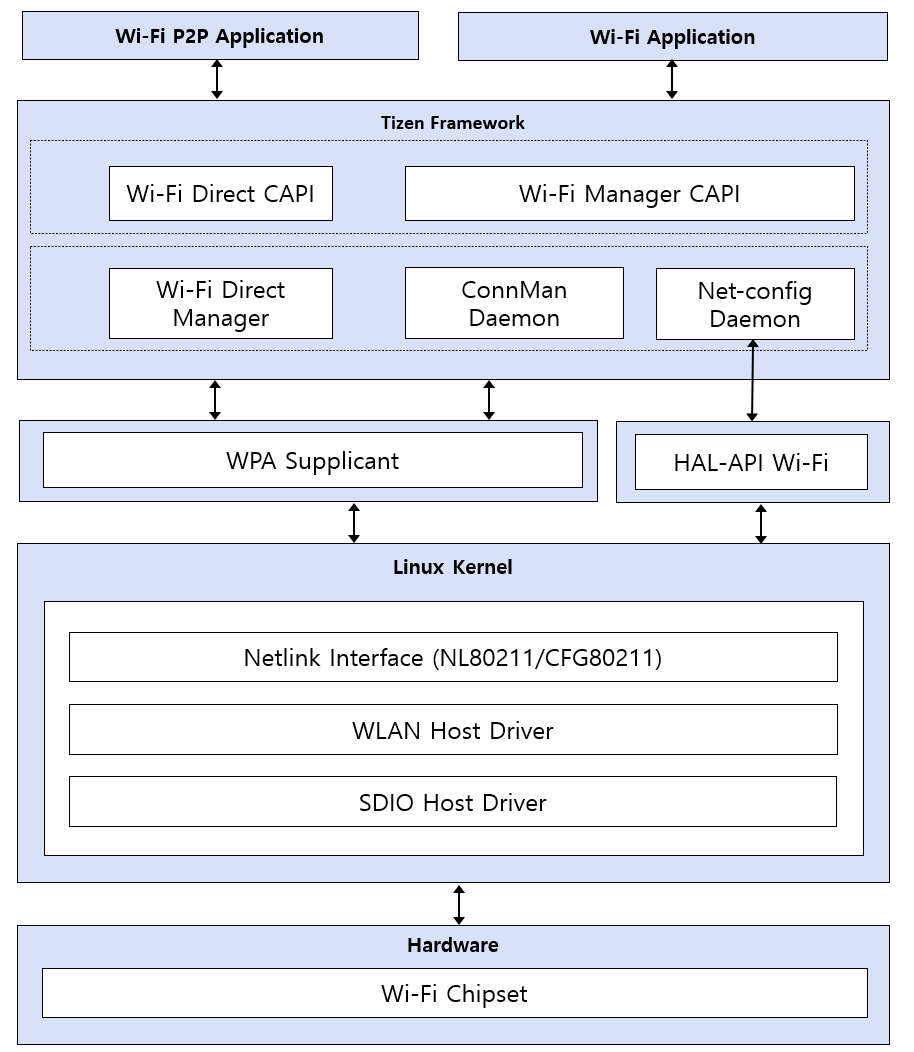 Wi-Fi P2P Application
Wi-Fi Application
Tizen Framework
Wi-Fi Direct CAPI
Wi-Fi Manager CAPI
Wi-Fi Direct
Manager
ConnMan
Daemon
Net-config
Daemon
WPA Supplicant
HAL-API Wi-Fi
Linux Kernel
Netlink Interface (NL80211/CFG80211)
WLAN Host Driver
SDIO Host Driver
Hardware
Wi-Fi Chipset